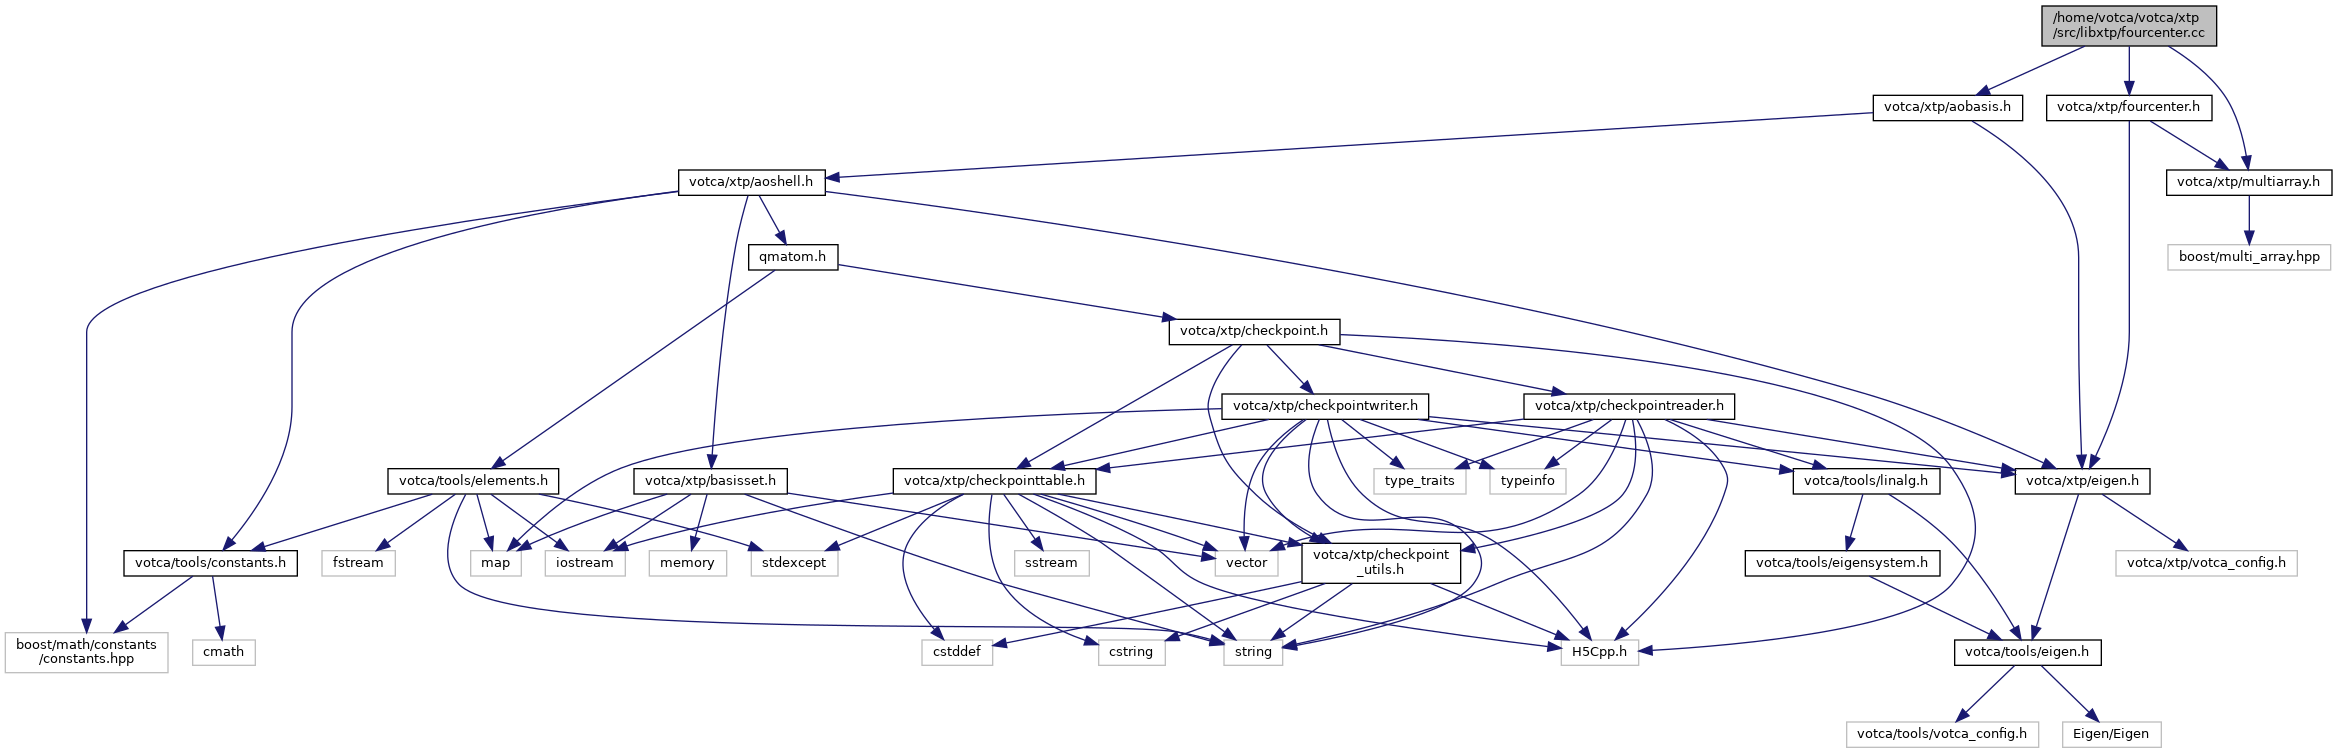 /home/votca/votca/xtp
/src/libxtp/fourcenter.cc
votca/xtp/aobasis.h
votca/xtp/fourcenter.h
votca/xtp/aoshell.h
votca/xtp/multiarray.h
qmatom.h
boost/multi_array.hpp
votca/xtp/checkpoint.h
votca/xtp/checkpointwriter.h
votca/xtp/checkpointreader.h
votca/tools/elements.h
votca/xtp/basisset.h
votca/xtp/checkpointtable.h
type_traits
typeinfo
votca/tools/linalg.h
votca/xtp/eigen.h
votca/tools/constants.h
fstream
map
iostream
memory
stdexcept
sstream
vector
votca/xtp/checkpoint
_utils.h
votca/tools/eigensystem.h
votca/xtp/votca_config.h
boost/math/constants
/constants.hpp
cmath
cstddef
cstring
string
H5Cpp.h
votca/tools/eigen.h
votca/tools/votca_config.h
Eigen/Eigen